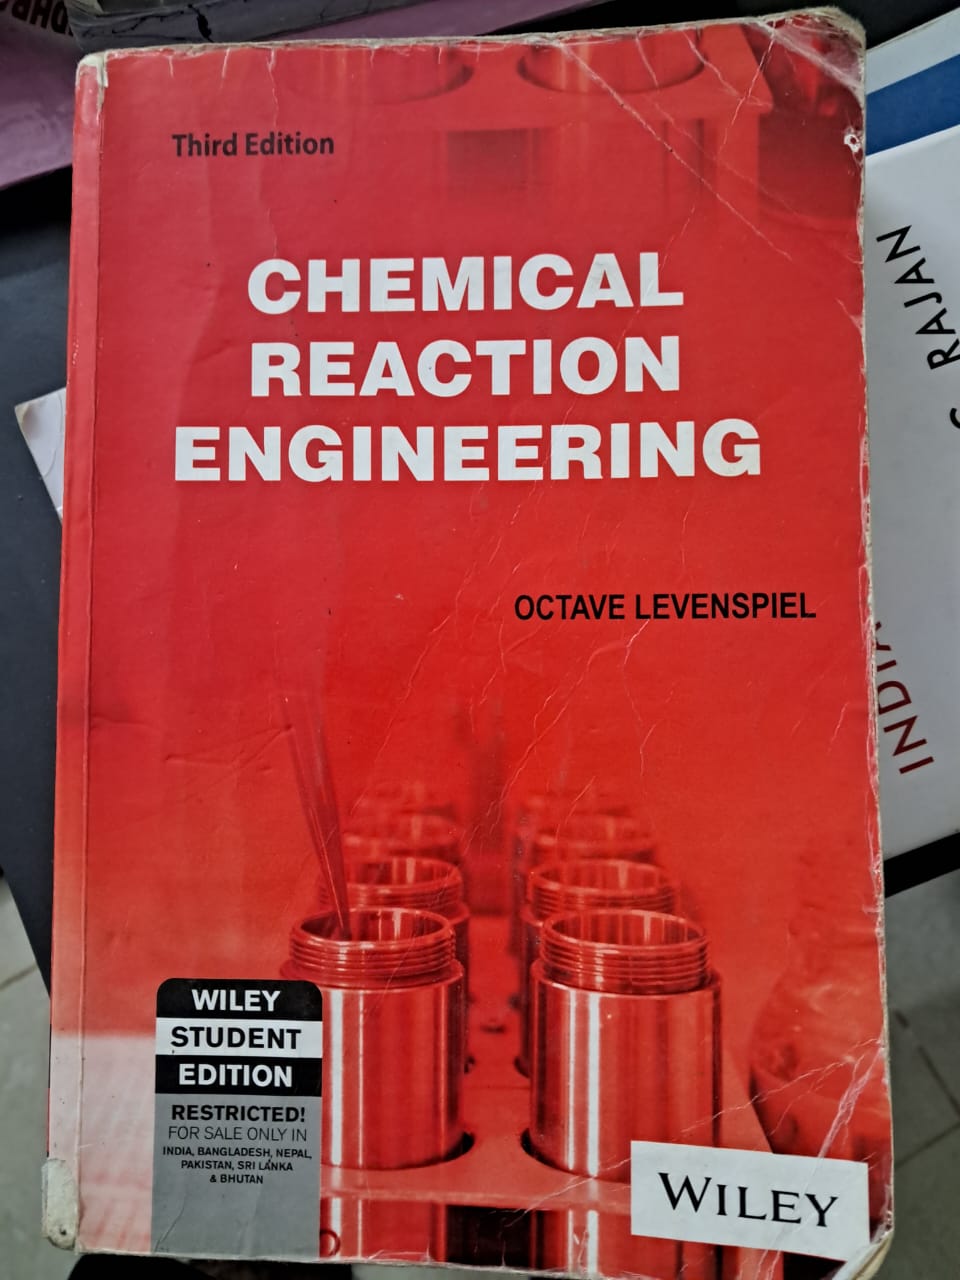 Third Edition
CHEMICAL
REACTION
ENGINEERING
OCTAVE LEVENSPIEL
WILEY
STUDENT
EDITION
RESTRICTED!
FOR SALE ONLY IN
INDIA, BANGLADESH, NEPAL,
PAKISTAN, SRI LANKA
& BHUTAN
WILEY
RAJAN